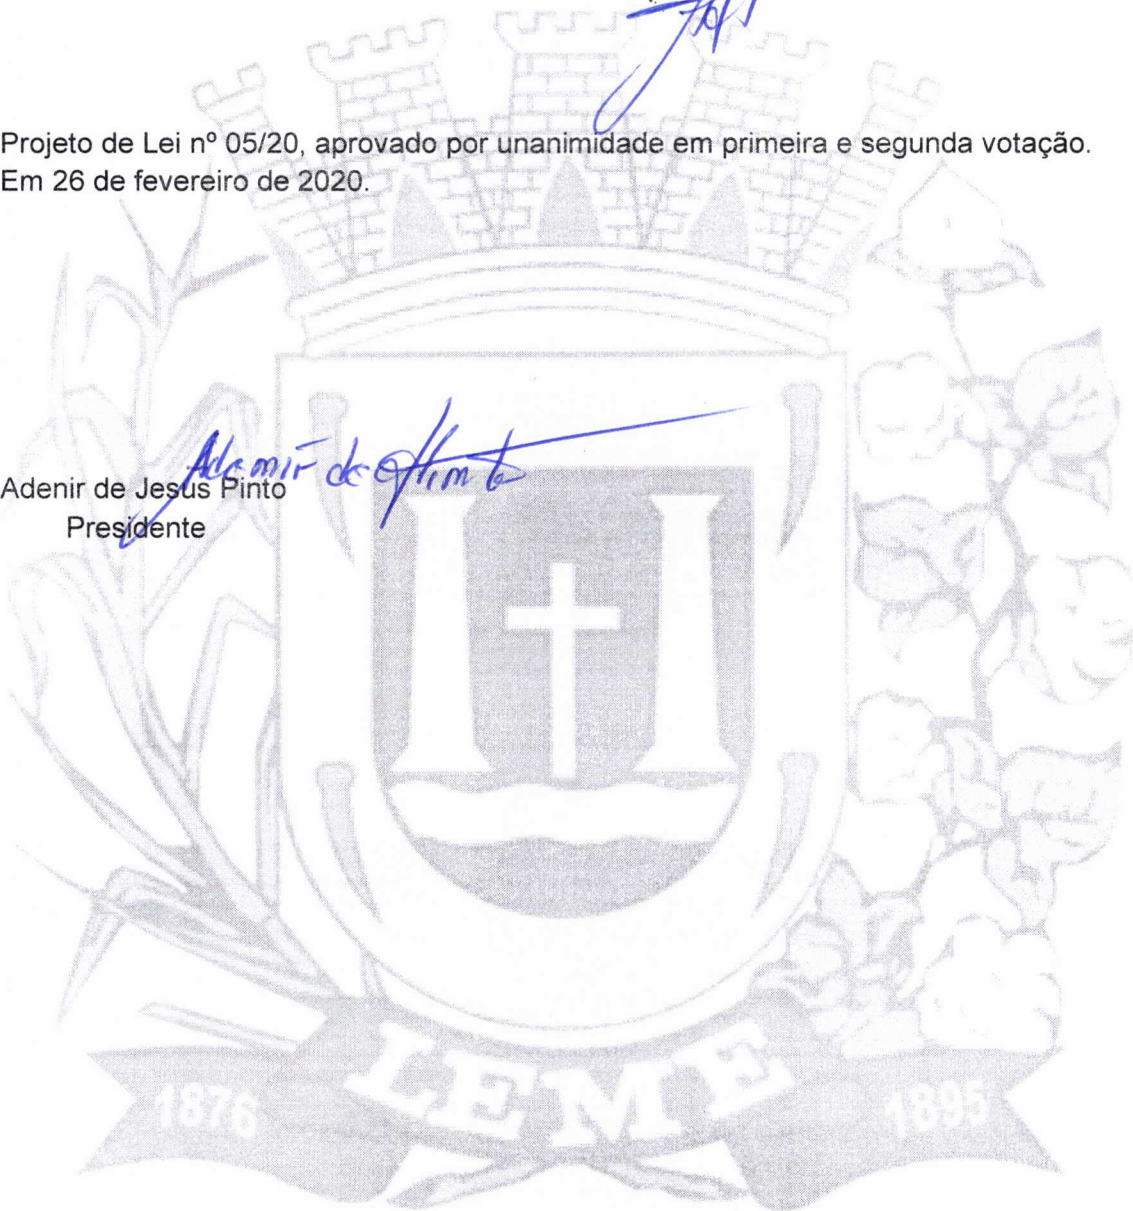 Projeto de Lei nº 05/20, aprovado por unanimidade em primeira e segunda votação.
Em 26 de fevereiro de 2020.
Adenir de Jesus Pinto
Presidente
LEME
1876
1895